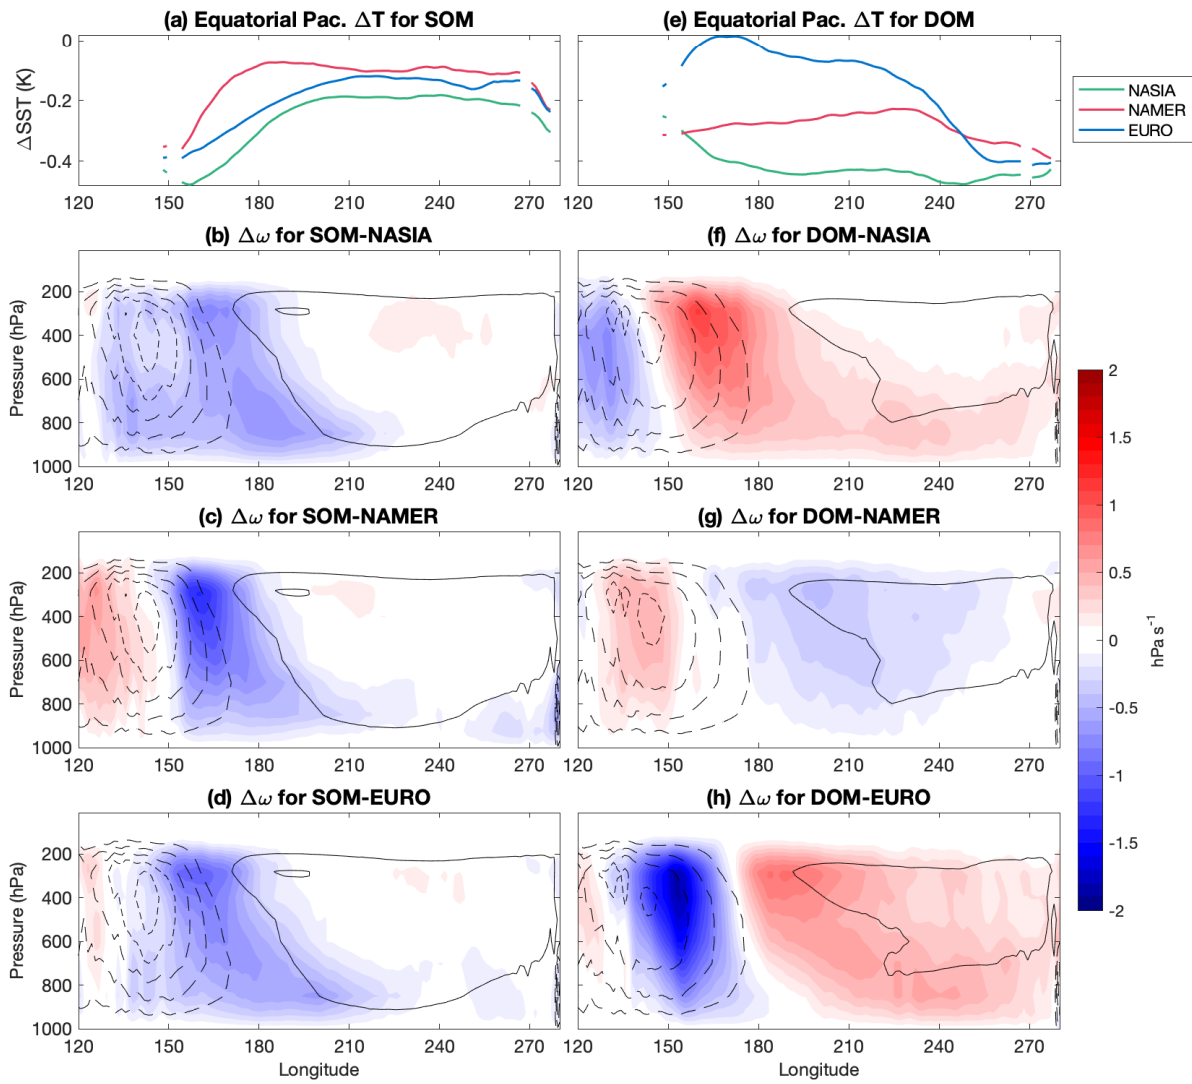 (a) Equatorial Pac. ΔT for SOM
(e) Equatorial Pac. ΔT for DOM
ΔSST (K)
0
-0.2
-0.4
120 150 180 210 240 270
120 150 180 210 240 270
NASIA
NAMER
EURO
(b) Δω for SOM-NASIA
(f) Δω for DOM-NASIA
Pressure (hPa)
200
400
600
800
1000
120 150 180 210 240 270
120 150 180 210 240 270
(c) Δω for SOM-NAMER
(g) Δω for DOM-NAMER
Pressure (hPa)
200
400
600
800
1000
120 150 180 210 240 270
120 150 180 210 240 270
(d) Δω for SOM-EURO
(h) Δω for DOM-EURO
Pressure (hPa)
200
400
600
800
1000
120 150 180 210 240 270
120 150 180 210 240 270
Longitude
Longitude
2
1.5
1
0.5
0
-0.5
-1
-1.5
-2
hPa s⁻¹